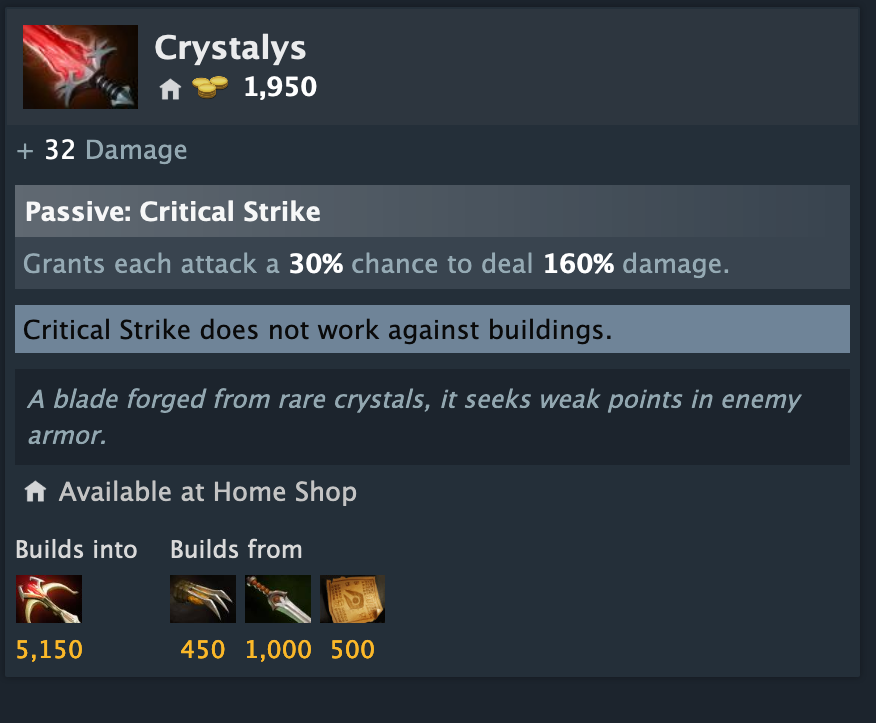 Crystalys
1,950
+ 32 Damage
Passive: Critical Strike
Grants each attack a 30% chance to deal 160% damage.
Critical Strike does not work against buildings.
A blade forged from rare crystals, it seeks weak points in enemy
armor.
Available at Home Shop
Builds into Builds from
5,150 450 1,000 500